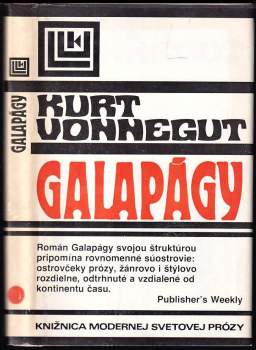 GALAPÁGY
KURT
VONNEGUT
GALAPÁGY
Román Galapágy svojou štruktúrou
pripomína rovnomenné súostrovie:
ostrovčeky prózy, žánrovo i štýlovo
rozdielne, odtrhnuté a vzdialené od
kontinentu času.
Publisher's Weekly
KNIŽNICA MODERNEJ SVETOVEJ PRÓZY